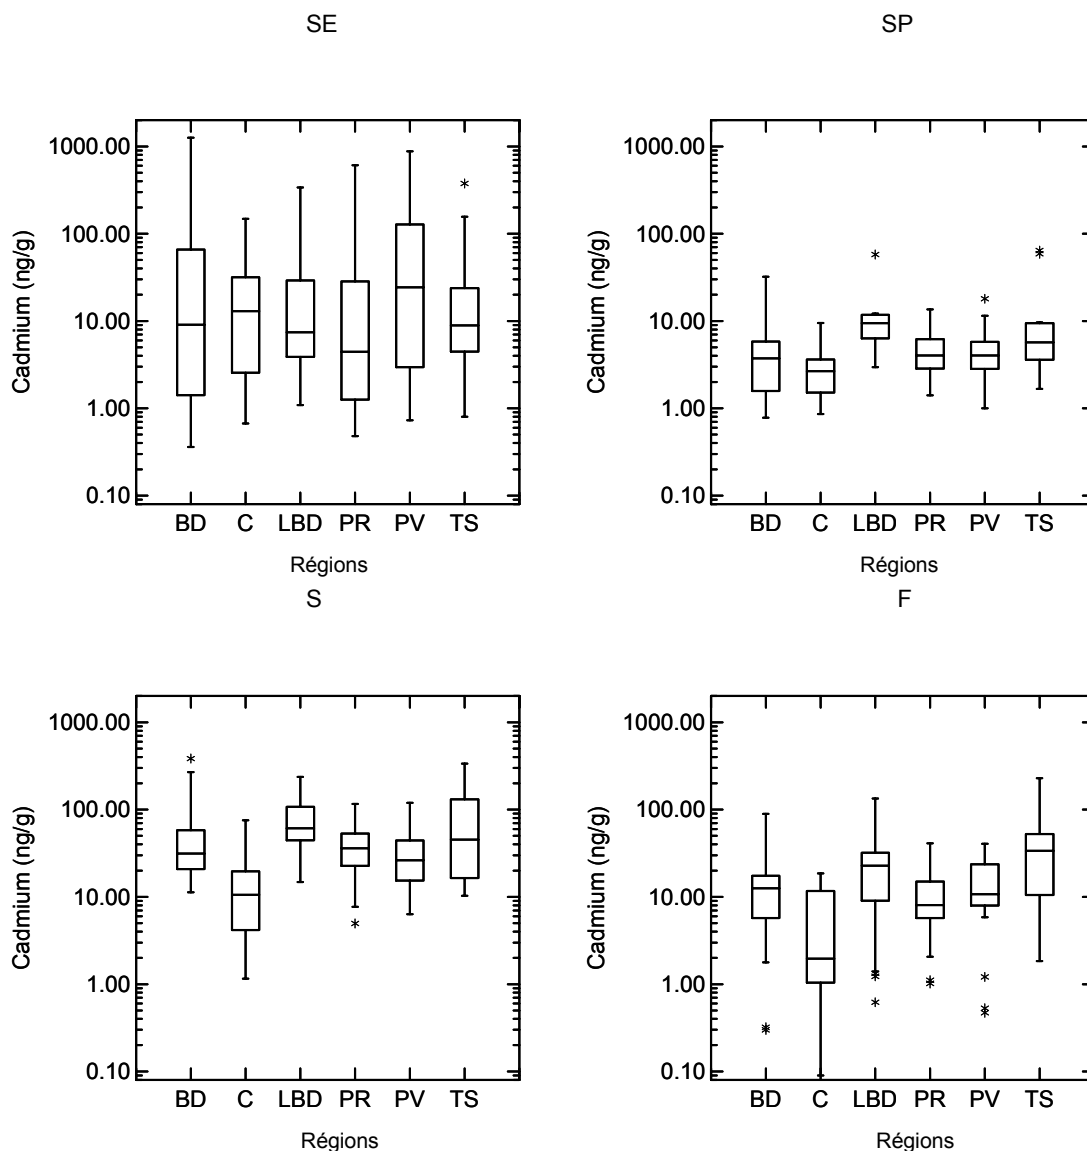 SE
Cadmium (ng/g)
1000.00
100.00
10.00
1.00
0.10
BD C LBD PR PV TS
Régions
SP
Cadmium (ng/g)
1000.00
100.00
10.00
1.00
0.10
BD C LBD PR PV TS
Régions
S
Cadmium (ng/g)
1000.00
100.00
10.00
1.00
0.10
BD C LBD PR PV TS
Régions
F
Cadmium (ng/g)
1000.00
100.00
10.00
1.00
0.10
BD C LBD PR PV TS
Régions